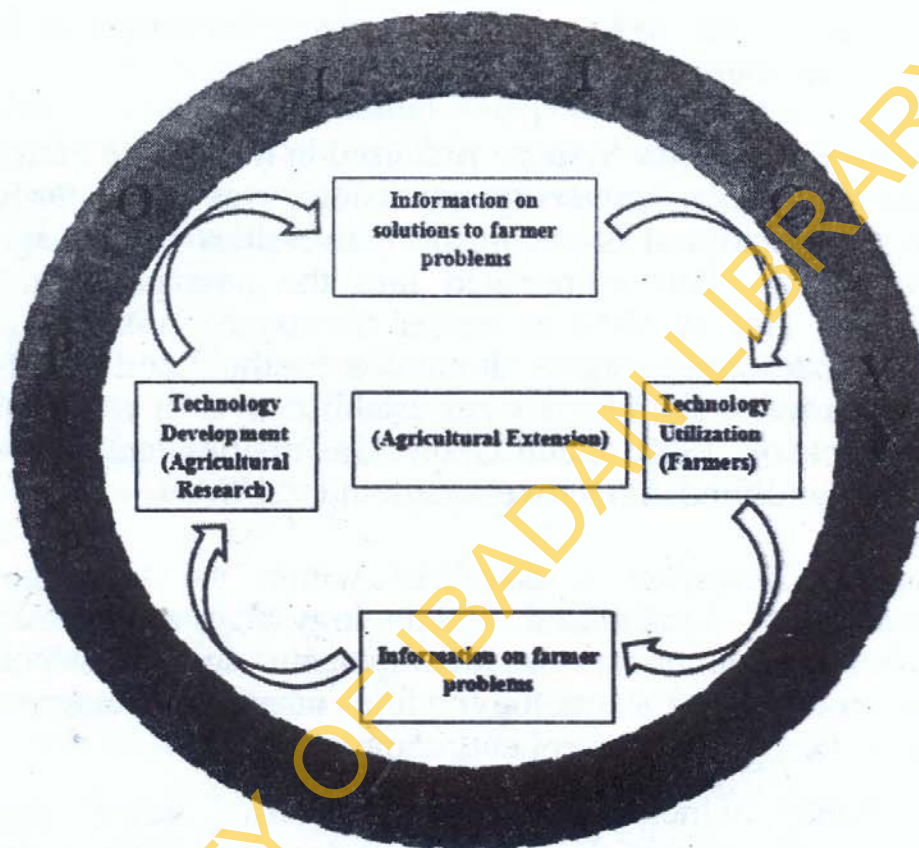 Information on
solutions to farmer
problems
Technology
Development
(Agricultural
Research)
(Agricultural Extension)
Technology
Utilization
(Farmers)
Information on farmer
problems
OF IBADAN LIBRARY